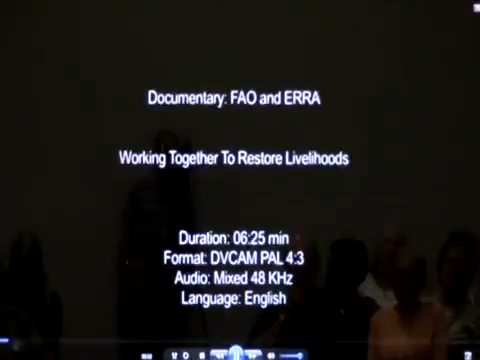 Documentary: FAO and ERRA
Working Together To Restore Livelihoods
Duration: 06:25 min
Format: DVCAM PAL 4:3
Audio: Mixed 48 KHz
Language: English